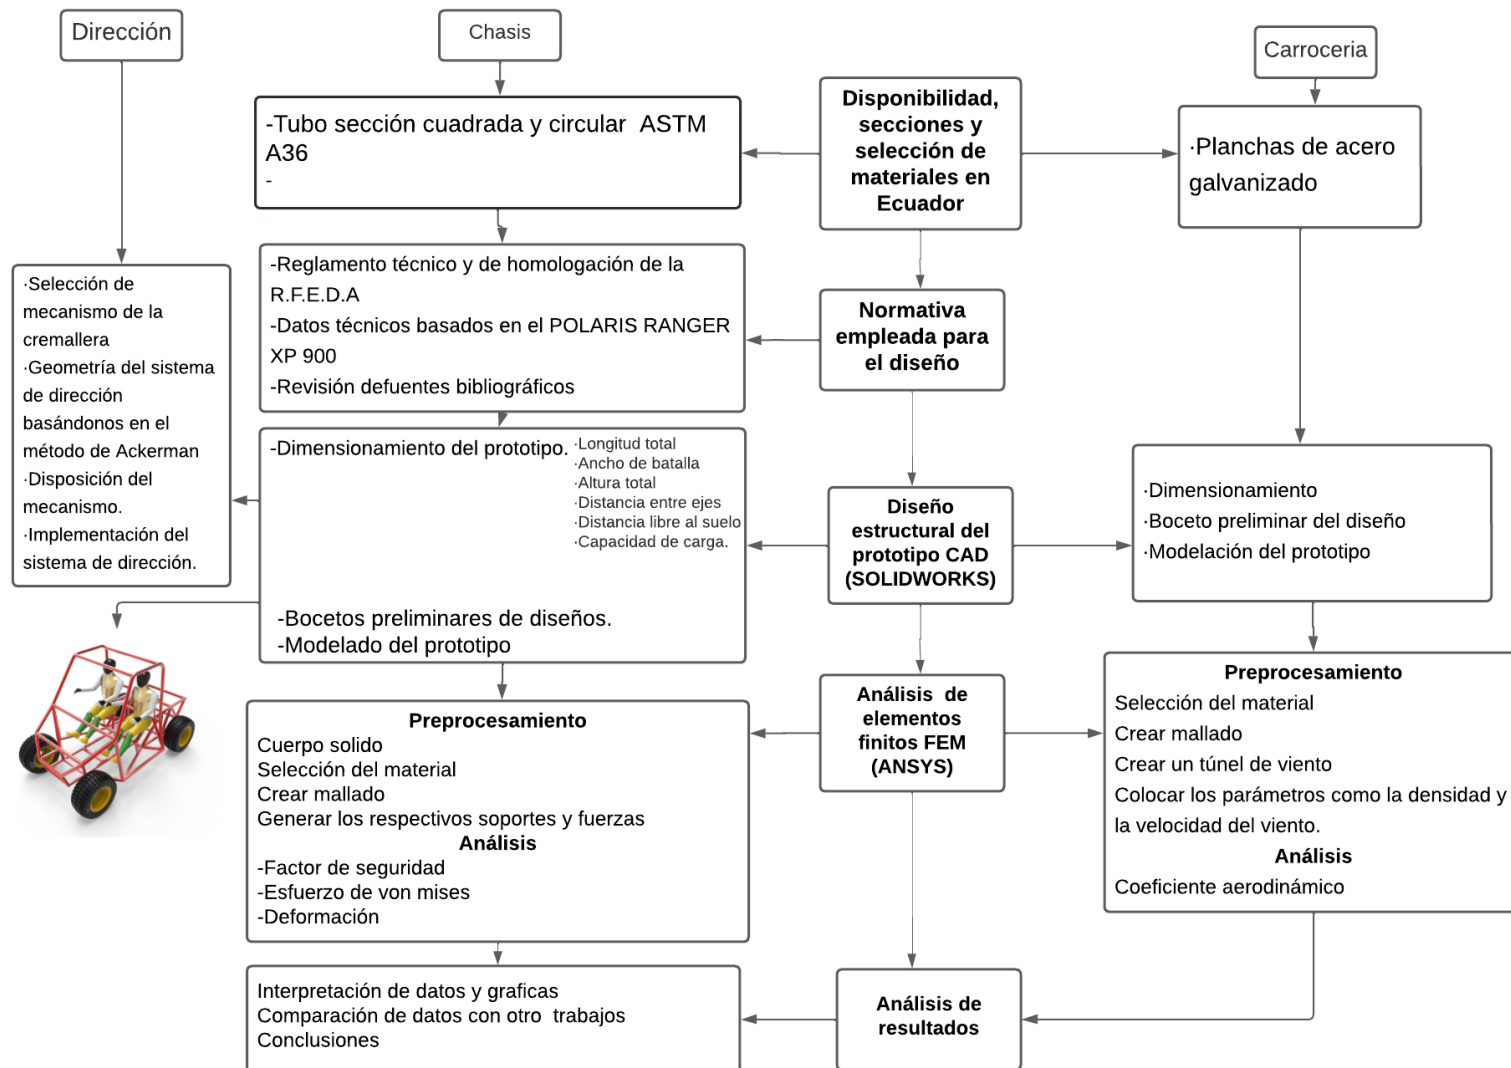 Dirección
Chasis
Carroceria
-Tubo sección cuadrada y circular ASTM
A36
-
Disponibilidad,
secciones y
selección de
materiales en
Ecuador
·Planchas de acero
galvanizado
·Selección de
mecanismo de la
cremallera
·Geometría del sistema
de dirección
basándonos en el
método de Ackerman
·Disposición del
mecanismo.
·Implementación del
sistema de dirección.
-Reglamento técnico y de homologación de la
R.F.E.D.A
-Datos técnicos basados en el POLARIS RANGER
XP 900
-Revisión defuentes bibliográficos
Normativa
empleada para
el diseño
-Dimensionamiento del prototipo.
·Longitud total
·Ancho de batalla
·Altura total
·Distancia entre ejes
·Distancia libre al suelo
·Capacidad de carga.
-Bocetos preliminares de diseños.
-Modelado del prototipo
Diseño
estructural del
prototipo CAD
(SOLIDWORKS)
·Dimensionamiento
·Boceto preliminar del diseño
·Modelación del prototipo
Preprocesamiento
Cuerpo solido
Selección del material
Crear mallado
Generar los respectivos soportes y fuerzas
Análisis
-Factor de seguridad
-Esfuerzo de von mises
-Deformación
Análisis de
elementos
finitos FEM
(ANSYS)
Preprocesamiento
Selección del material
Crear mallado
Crear un túnel de viento
Colocar los parámetros como la densidad y
la velocidad del viento.
Análisis
Coeficiente aerodinámico
Interpretación de datos y graficas
Comparación de datos con otro trabajos
Conclusiones
Análisis de
resultados